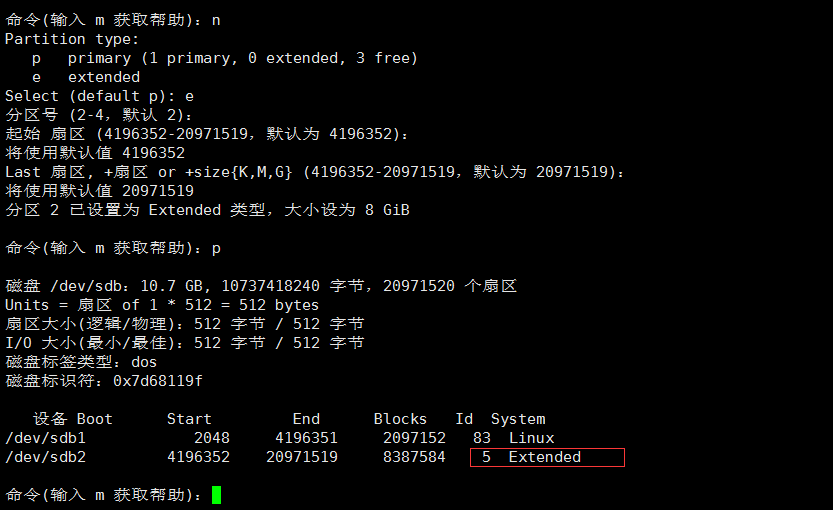 命令(输入 m 获取帮助)：n
Partition type:
   p   primary (1 primary, 0 extended, 3 free)
   e   extended
Select (default p): e
分区号 (2-4，默认 2)：
起始 扇区 (4196352-20971519，默认为 4196352)：
将使用默认值 4196352
Last 扇区, +扇区 or +size{K,M,G} (4196352-20971519，默认为 20971519)：
将使用默认值 20971519
分区 2 已设置为 Extended 类型，大小设为 8 GiB
命令(输入 m 获取帮助)：p
磁盘 /dev/sdb：10.7 GB, 10737418240 字节，20971520 个扇区
Units = 扇区 of 1 * 512 = 512 bytes
扇区大小(逻辑/物理)：512 字节 / 512 字节
I/O 大小(最小/最佳)：512 字节 / 512 字节
磁盘标签类型：dos
磁盘标识符：0x7d68119f
   设备 Boot      Start         End      Blocks   Id  System
/dev/sdb1            2048     4196351     2097152   83  Linux
/dev/sdb2         4196352    20971519     8387584    5  Extended
命令(输入 m 获取帮助)：